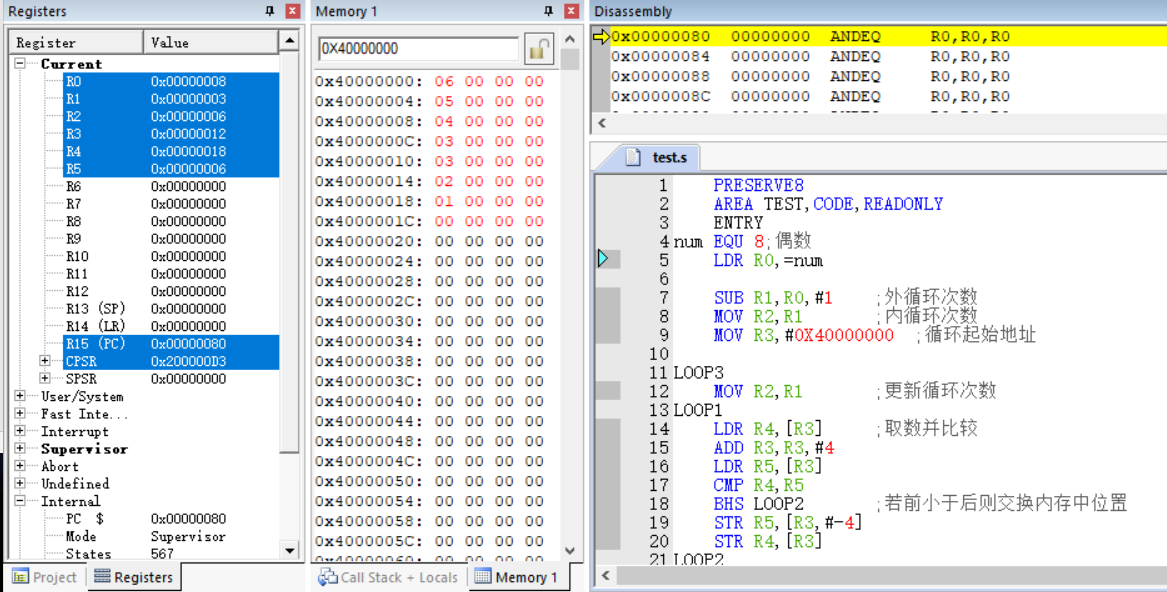 Registers
Register Value
Current
R0 0x00000008
R1 0x00000003
R2 0x00000006
R3 0x00000012
R4 0x00000018
R5 0x00000006
R6 0x00000000
R7 0x00000000
R8 0x00000000
R9 0x00000000
R10 0x00000000
R11 0x00000000
R12 0x00000000
R13 (SP) 0x00000000
R14 (LR) 0x00000000
R15 (PC) 0x00000080
CPSR 0x200000D3
SPSR 0x00000000
User/System
Fast Inte...
Interrupt
Supervisor
Abort
Undefined
Internal
PC $ 0x00000080
Mode Supervisor
States 567
Project
Registers
Memory 1
0X40000000
0x40000000: 06 00 00 00
0x40000004: 05 00 00 00
0x40000008: 04 00 00 00
0x4000000C: 03 00 00 00
0x40000010: 03 00 00 00
0x40000014: 02 00 00 00
0x40000018: 01 00 00 00
0x4000001C: 00 00 00 00
0x40000020: 00 00 00 00
0x40000024: 00 00 00 00
0x40000028: 00 00 00 00
0x4000002C: 00 00 00 00
0x40000030: 00 00 00 00
0x40000034: 00 00 00 00
0x40000038: 00 00 00 00
0x4000003C: 00 00 00 00
0x40000040: 00 00 00 00
0x40000044: 00 00 00 00
0x40000048: 00 00 00 00
0x4000004C: 00 00 00 00
0x40000050: 00 00 00 00
0x40000054: 00 00 00 00
0x40000058: 00 00 00 00
0x4000005C: 00 00 00 00
Call Stack + Locals
Memory 1
Disassembly
0x00000080 00000000 ANDEQ R0,R0,R0
0x00000084 00000000 ANDEQ R0,R0,R0
0x00000088 00000000 ANDEQ R0,R0,R0
0x0000008C 00000000 ANDEQ R0,R0,R0
test.s
1 PRESERVE8
2 AREA TEST,CODE,READONLY
3 ENTRY
4 num EQU 8;偶数
5 LDR R0,=num
6
7 SUB R1,R0,#1 ;外循环次数
8 MOV R2,R1 ;内循环次数
9 MOV R3,#0X40000000 ;循环起始地址
10
11 LOOP3
12 MOV R2,R1 ;更新循环次数
13 LOOP1
14 LDR R4,[R3] ;取数并比较
15 ADD R3,R3,#4
16 LDR R5,[R3]
17 CMP R4,R5
18 BHS LOOP2 ;若前小于后则交换内存中位置
19 STR R5,[R3,#-4]
20 STR R4,[R3]
21 LOOP2